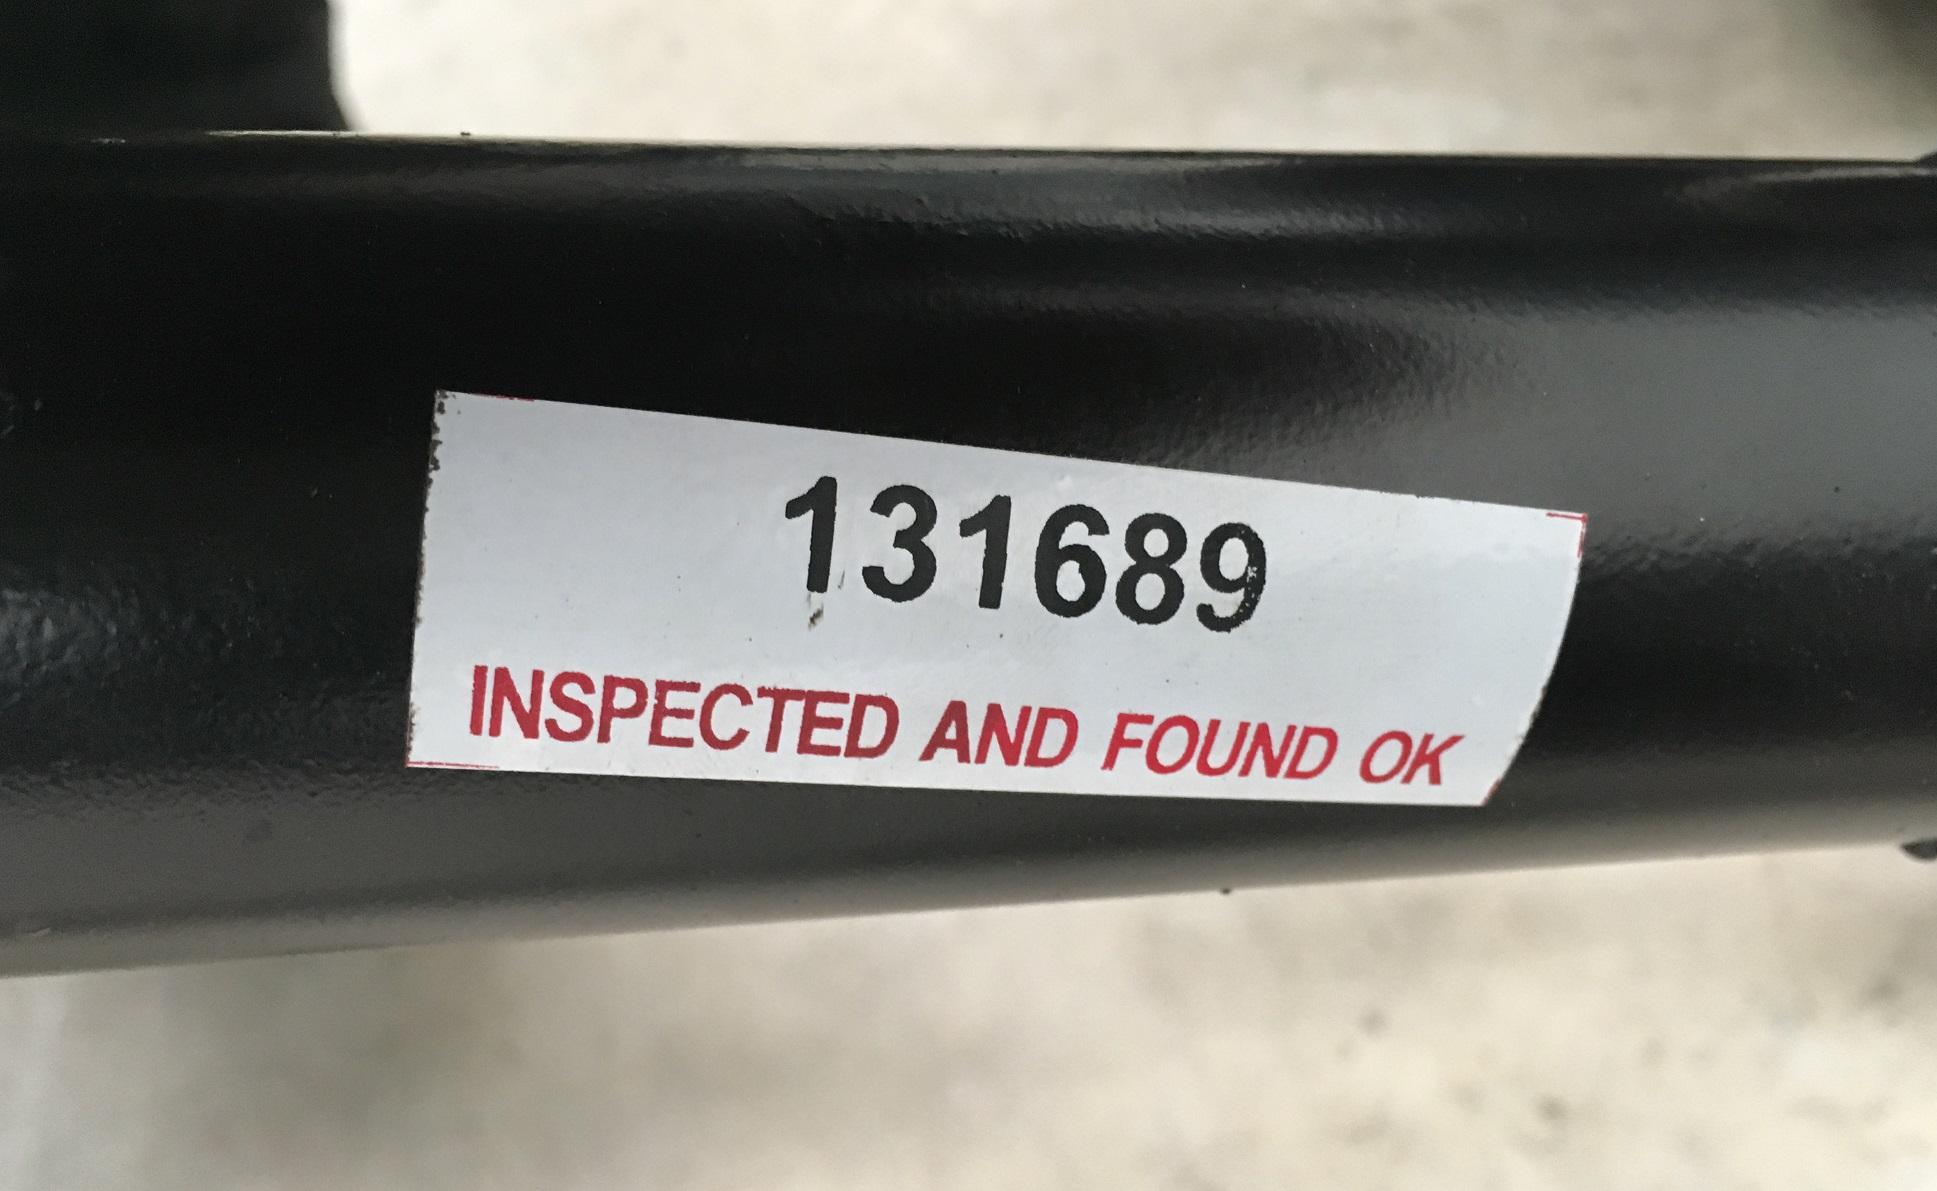 131689
INSPECTED AND FOUND OK